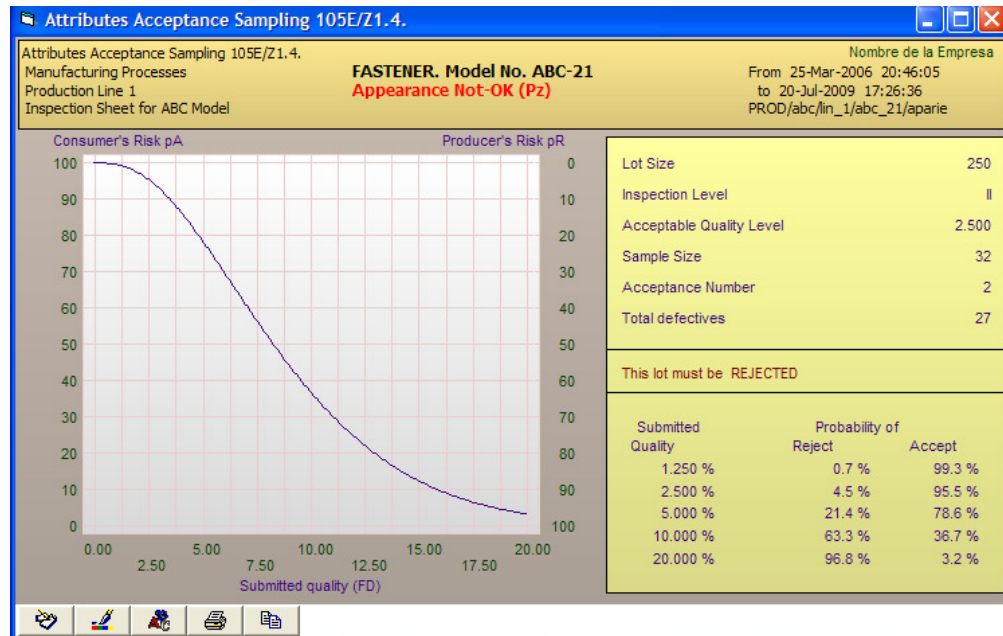 Attributes Acceptance Sampling 105E/Z1.4.
Attributes Acceptance Sampling 105E/Z1.4.
Manufacturing Processes
Production Line 1
Inspection Sheet for ABC Model
FASTENER. Model No. ABC-21
Appearance Not-OK (Pz)
Nombre de la Empresa
From 25-Mar-2006 20:46:05
to 20-Jul-2009 17:26:36
PROD/abc/lin_1/abc_21/aparie
Consumer's Risk pA Producer's Risk pR
100 0
90 10
80 20
70 30
60 40
50 50
40 60
30 70
20 80
10 90
0 100
0.00 5.00 10.00 15.00 20.00
2.50 7.50 12.50 17.50
Submitted quality (FD)
Lot Size 250
Inspection Level II
Acceptable Quality Level 2.500
Sample Size 32
Acceptance Number 2
Total defectives 27
This lot must be REJECTED
Submitted Probability of
Quality Reject Accept
1.250 % 0.7 % 99.3 %
2.500 % 4.5 % 95.5 %
5.000 % 21.4 % 78.6 %
10.000 % 63.3 % 36.7 %
20.000 % 96.8 % 3.2 %